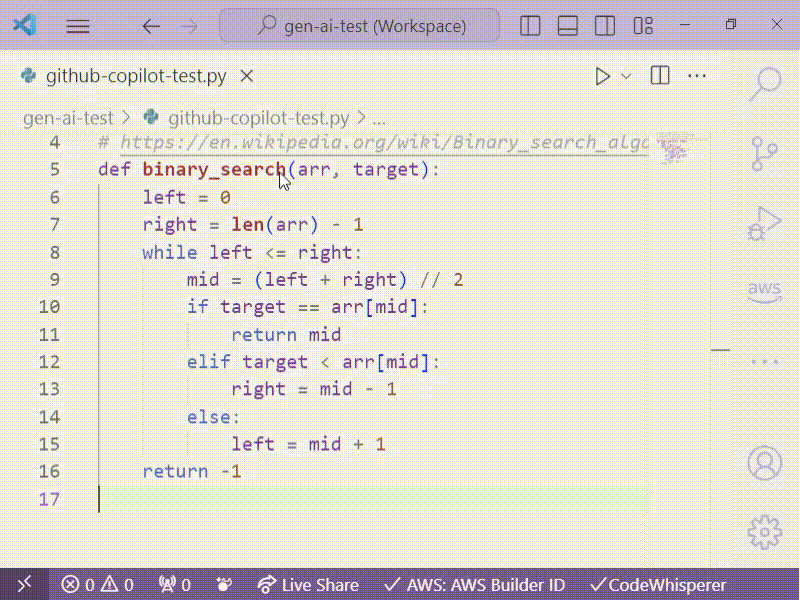 gen-ai-test (Workspace)
github-copilot-test.py
gen-ai-test > github-copilot-test.py > ...
4 # https://en.wikipedia.org/wiki/Binary_search_algo
5 def binary_search(arr, target):
6 left = 0
7 right = len(arr) - 1
8 while left <= right:
9 mid = (left + right) // 2
10 if target == arr[mid]:
11 return mid
12 elif target < arr[mid]:
13 right = mid - 1
14 else:
15 left = mid + 1
16 return -1
17
aws
0 0 0 Live Share AWS: AWS Builder ID CodeWhisperer